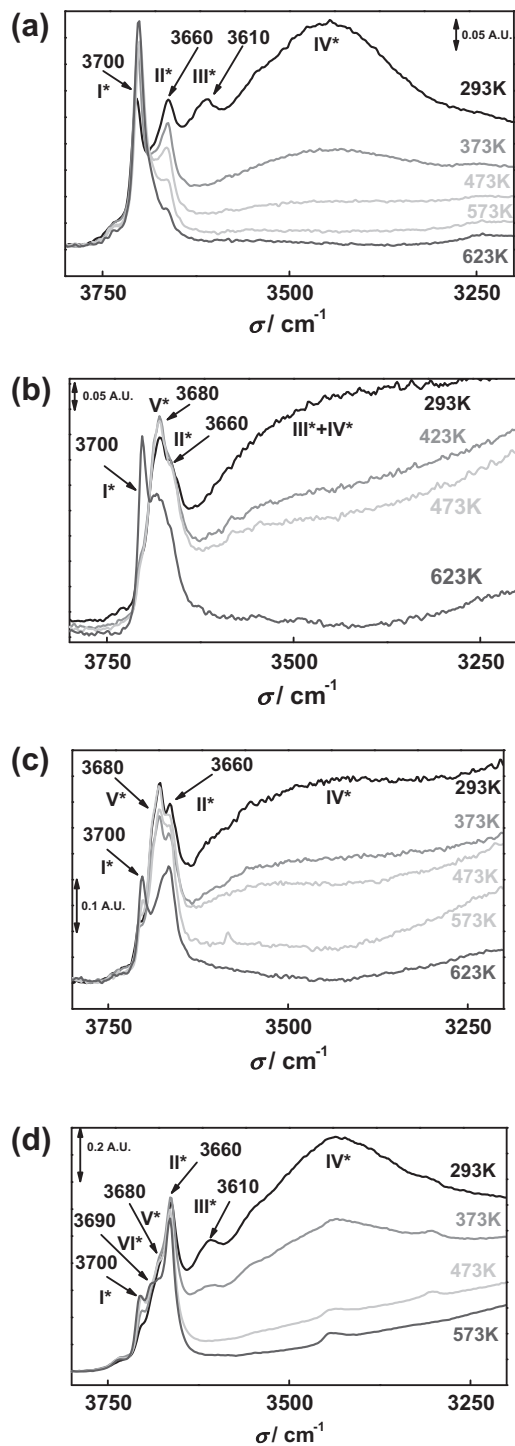 (a)
3660
3610
3700
II*
III*
IV*
I*
0.05 A.U.
293K
373K
473K
573K
623K
3750
3450
3200
σ/ cm⁻¹
(b)
0.05 A.U.
V*
3680
3660
II*
3700
I*
III*+IV*
293K
423K
473K
623K
3750
3500
3250
σ/ cm⁻¹
(c)
3680
3660
V*
II*
IV*
3700
I*
0.1 A.U.
293K
373K
473K
573K
623K
3750
3500
3250
σ/ cm⁻¹
(d)
0.2 A.U.
II*
3660
3680
V*
III*
3610
IV*
3690
VI*
3700
I*
293K
373K
473K
573K
3750
3500
3250
σ/ cm⁻¹